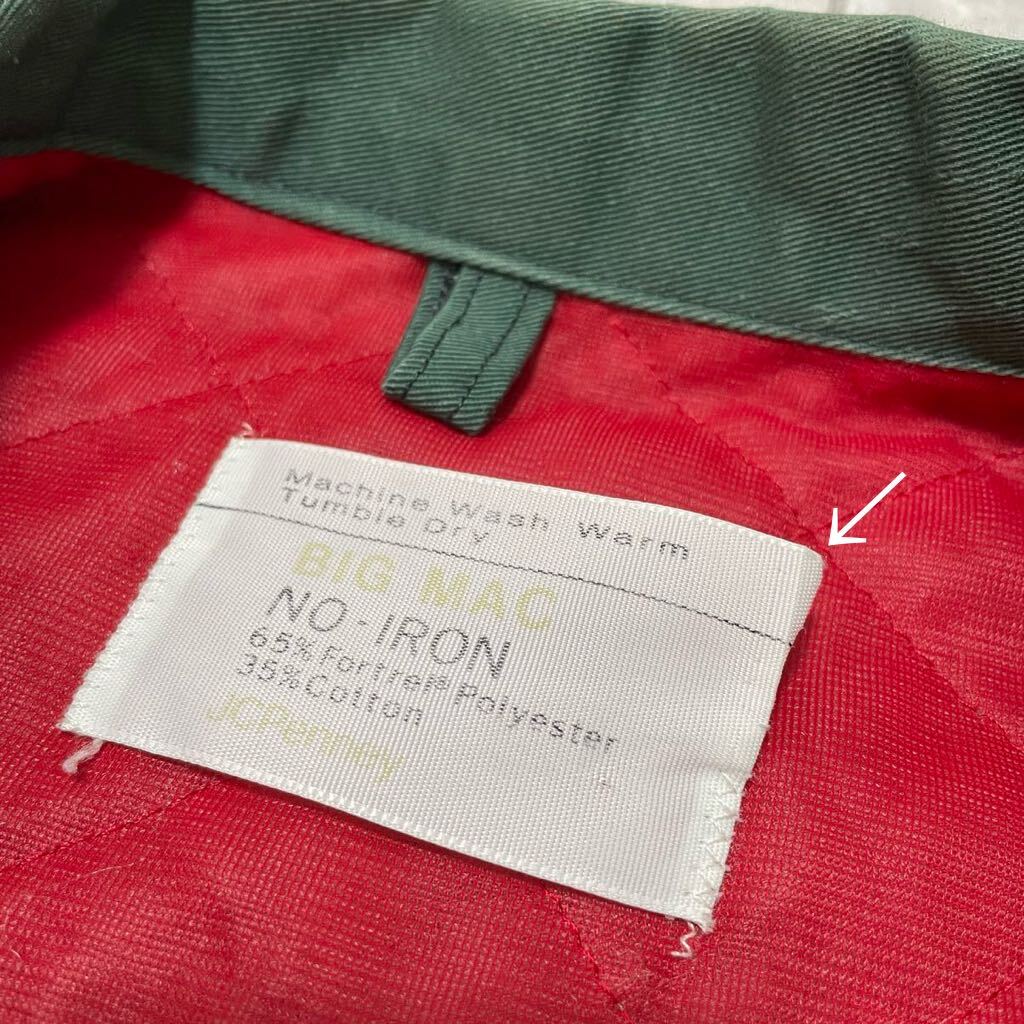 Machine Wash Warm
Tumble Dry
BIG MAC
NO-IRON
65% Fortrel® Polyester
35% Cotton
JCPenney